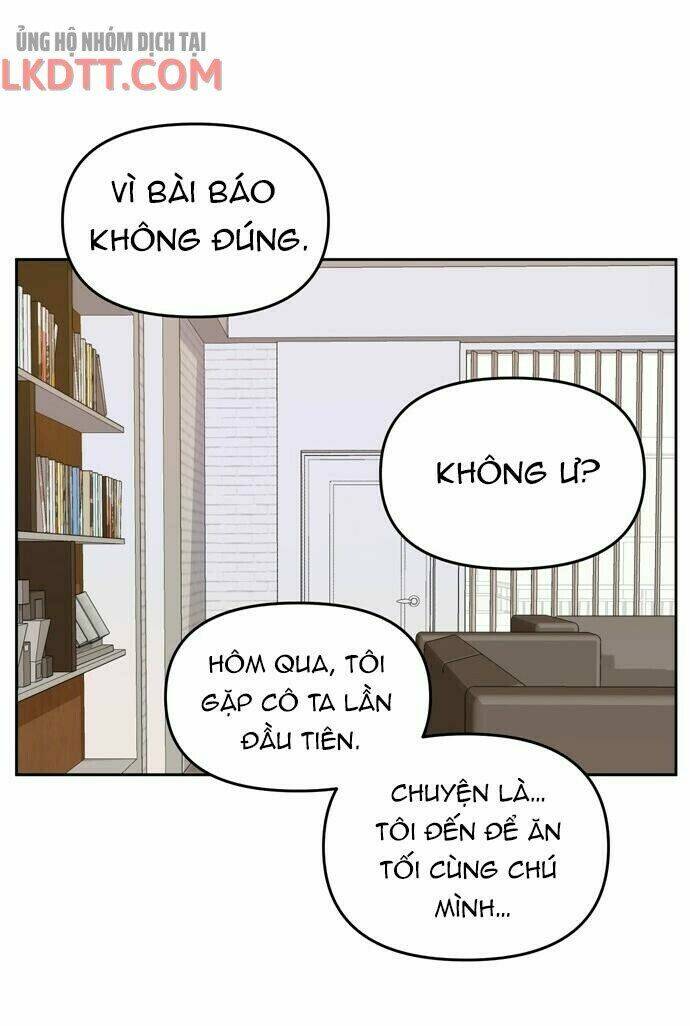 ỦNG HỘ NHÓM DỊCH TẠI
LKDTT.COM
VÌ BÀI BÁO
KHÔNG ĐÚNG.
KHÔNG Ư?
HÔM QUA, TÔI
GẶP CÔ TA LẦN
ĐẦU TIÊN.
CHUYỆN LÀ...
TÔI ĐẾN ĐỂ ĂN
TỐI CÙNG CHÚ
MÌNH...